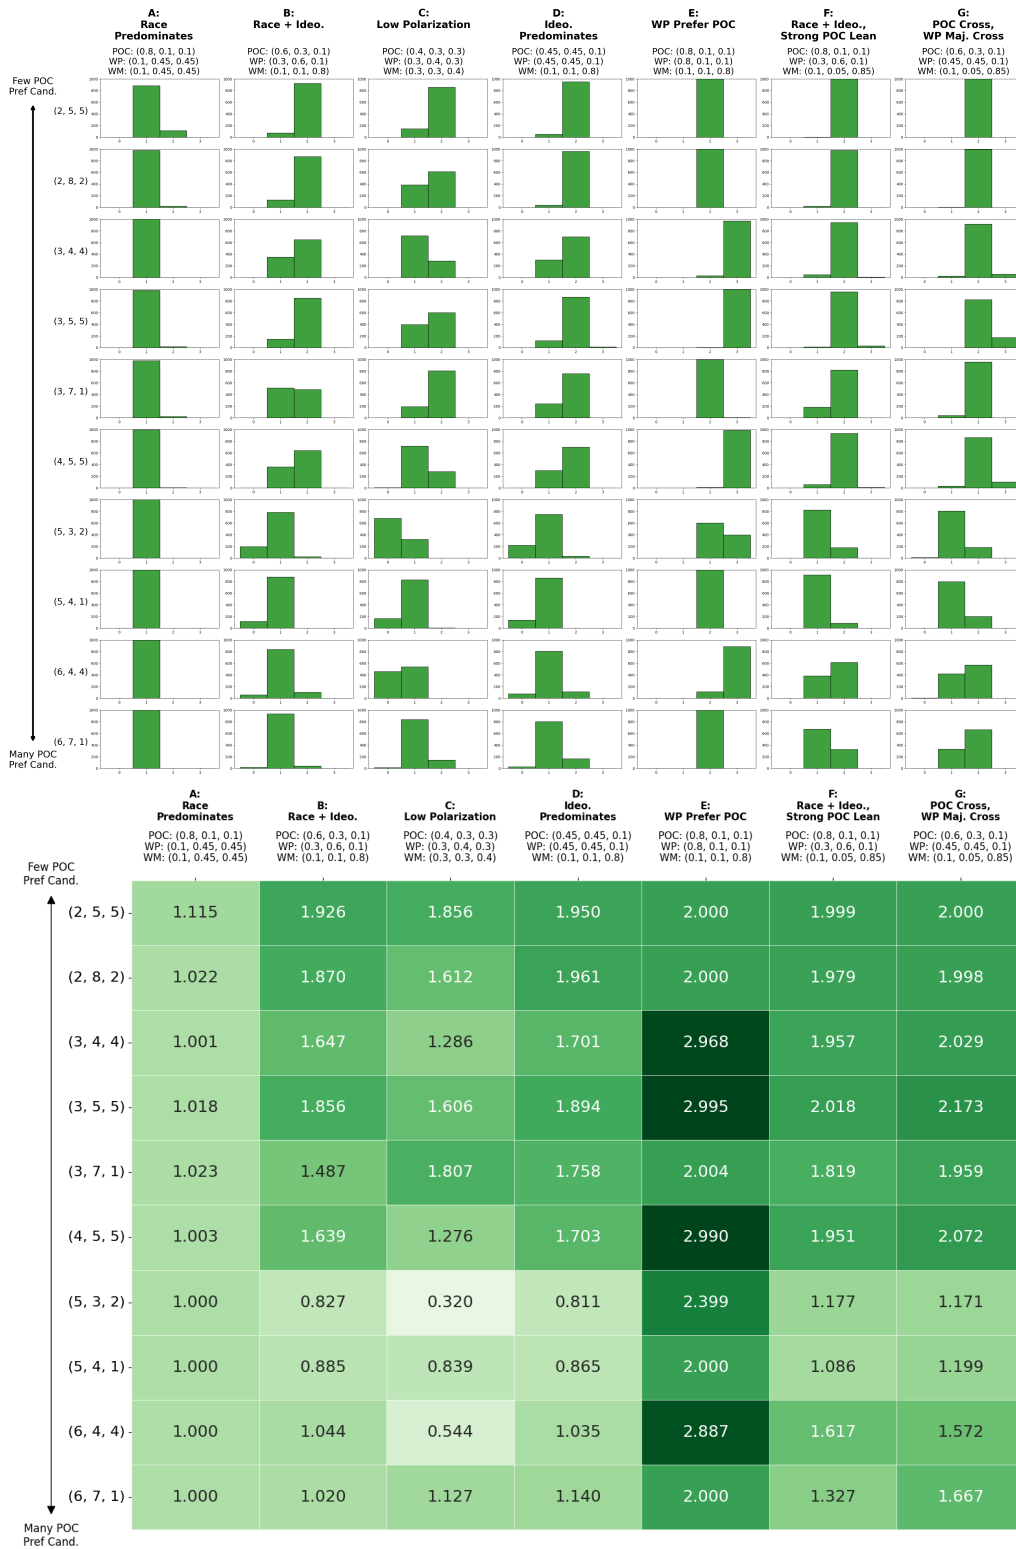 A:
Race
Predominates
POC: (0.8, 0.1, 0.1)
WP: (0.1, 0.45, 0.45)
WM: (0.1, 0.45, 0.45)
B:
Race + Ideo.
POC: (0.6, 0.3, 0.1)
WP: (0.3, 0.6, 0.1)
WM: (0.1, 0.1, 0.8)
C:
Low Polarization
POC: (0.4, 0.3, 0.3)
WP: (0.3, 0.4, 0.3)
WM: (0.3, 0.3, 0.4)
D:
Ideo.
Predominates
POC: (0.45, 0.45, 0.1)
WP: (0.45, 0.45, 0.1)
WM: (0.1, 0.1, 0.8)
E:
WP Prefer POC
POC: (0.8, 0.1, 0.1)
WP: (0.8, 0.1, 0.1)
WM: (0.1, 0.1, 0.8)
F:
Race + Ideo.,
Strong POC Lean
POC: (0.8, 0.1, 0.1)
WP: (0.3, 0.6, 0.1)
WM: (0.1, 0.05, 0.85)
G:
POC Cross,
WP Maj. Cross
POC: (0.6, 0.3, 0.1)
WP: (0.45, 0.45, 0.1)
WM: (0.1, 0.05, 0.85)
Few POC
Pref Cand.
(2, 5, 5)
(2, 8, 2)
(3, 4, 4)
(3, 5, 5)
(3, 7, 1)
(4, 5, 5)
(5, 3, 2)
(5, 4, 1)
(6, 4, 4)
(6, 7, 1)
Many POC
Pref Cand.
A:
Race
Predominates
POC: (0.8, 0.1, 0.1)
WP: (0.1, 0.45, 0.45)
WM: (0.1, 0.45, 0.45)
B:
Race + Ideo.
POC: (0.6, 0.3, 0.1)
WP: (0.3, 0.6, 0.1)
WM: (0.1, 0.1, 0.8)
C:
Low Polarization
POC: (0.4, 0.3, 0.3)
WP: (0.3, 0.4, 0.3)
WM: (0.3, 0.3, 0.4)
D:
Ideo.
Predominates
POC: (0.45, 0.45, 0.1)
WP: (0.45, 0.45, 0.1)
WM: (0.1, 0.1, 0.8)
E:
WP Prefer POC
POC: (0.8, 0.1, 0.1)
WP: (0.8, 0.1, 0.1)
WM: (0.1, 0.1, 0.8)
F:
Race + Ideo.,
Strong POC Lean
POC: (0.8, 0.1, 0.1)
WP: (0.3, 0.6, 0.1)
WM: (0.1, 0.05, 0.85)
G:
POC Cross,
WP Maj. Cross
POC: (0.6, 0.3, 0.1)
WP: (0.45, 0.45, 0.1)
WM: (0.1, 0.05, 0.85)
Few POC
Pref Cand.
(2, 5, 5) 1.115 1.926 1.856 1.950 2.000 1.999 2.000
(2, 8, 2) 1.022 1.870 1.612 1.961 2.000 1.979 1.998
(3, 4, 4) 1.001 1.647 1.286 1.701 2.968 1.957 2.029
(3, 5, 5) 1.018 1.856 1.606 1.894 2.995 2.018 2.173
(3, 7, 1) 1.023 1.487 1.807 1.758 2.004 1.819 1.959
(4, 5, 5) 1.003 1.639 1.276 1.703 2.990 1.951 2.072
(5, 3, 2) 1.000 0.827 0.320 0.811 2.399 1.177 1.171
(5, 4, 1) 1.000 0.885 0.839 0.865 2.000 1.086 1.199
(6, 4, 4) 1.000 1.044 0.544 1.035 2.887 1.617 1.572
(6, 7, 1) 1.000 1.020 1.127 1.140 2.000 1.327 1.667
Many POC
Pref Cand.